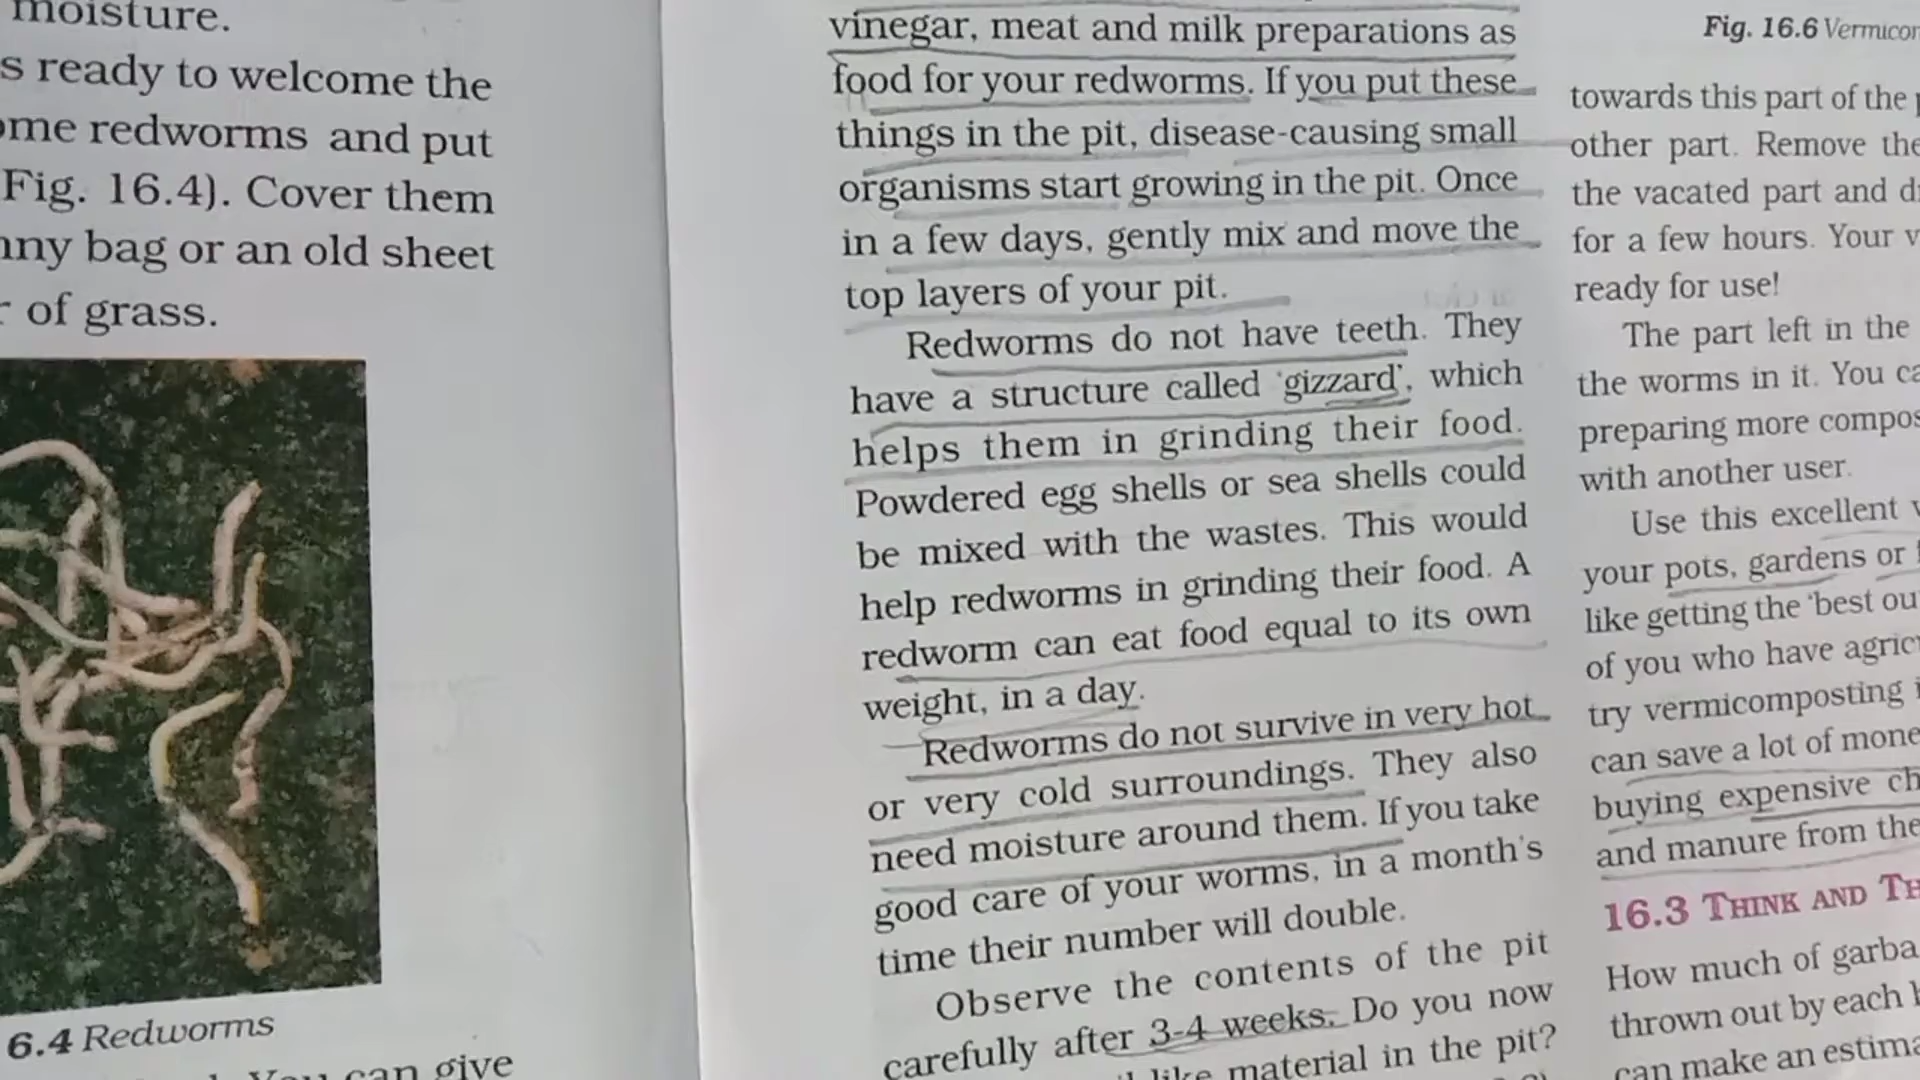 moisture.
s ready to welcome the
ome redworms and put
Fig. 16.4). Cover them
nny bag or an old sheet
r of grass.
6.4 Redworms
can give
vinegar, meat and milk preparations as
food for your redworms. If you put these
things in the pit, disease-causing small
organisms start growing in the pit. Once
in a few days, gently mix and move the
top layers of your pit.
Redworms do not have teeth. They
have a structure called 'gizzard', which
helps them in grinding their food.
Powdered egg shells or sea shells could
be mixed with the wastes. This would
help redworms in grinding their food. A
redworm can eat food equal to its own
weight, in a day.
Redworms do not survive in very hot
or very cold surroundings. They also
need moisture around them. If you take
good care of your worms, in a month's
time their number will double.
Observe the contents of the pit
carefully after 3-4 weeks. Do you now
like material in the pit?
Fig. 16.6 Vermicom
towards this part of the p
other part. Remove the
the vacated part and d
for a few hours. Your v
ready for use!
The part left in the
the worms in it. You ca
preparing more compos
with another user.
Use this excellent v
your pots, gardens or
like getting the 'best ou
of you who have agric
try vermicomposting i
can save a lot of mone
buying expensive ch
and manure from the
16.3 THINK AND TH
How much of garba
thrown out by each h
can make an estima